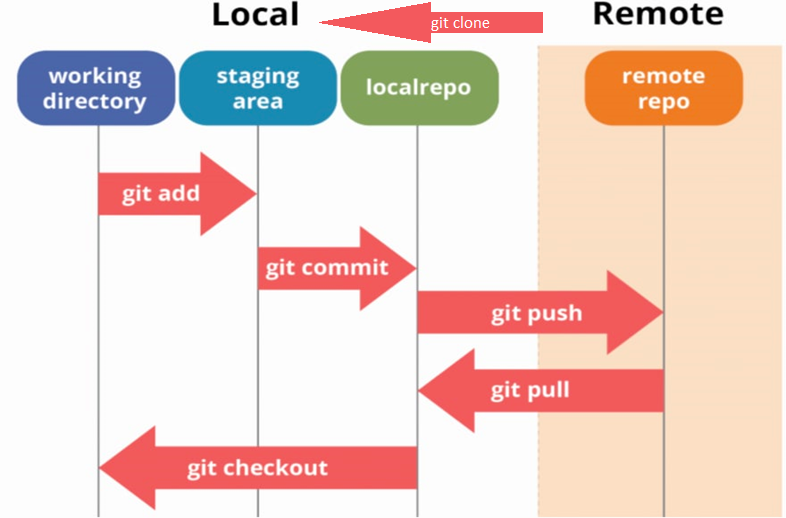 Local
git clone
Remote
working
directory
staging
area
localrepo
remote
repo
git add
git commit
git push
git pull
git checkout